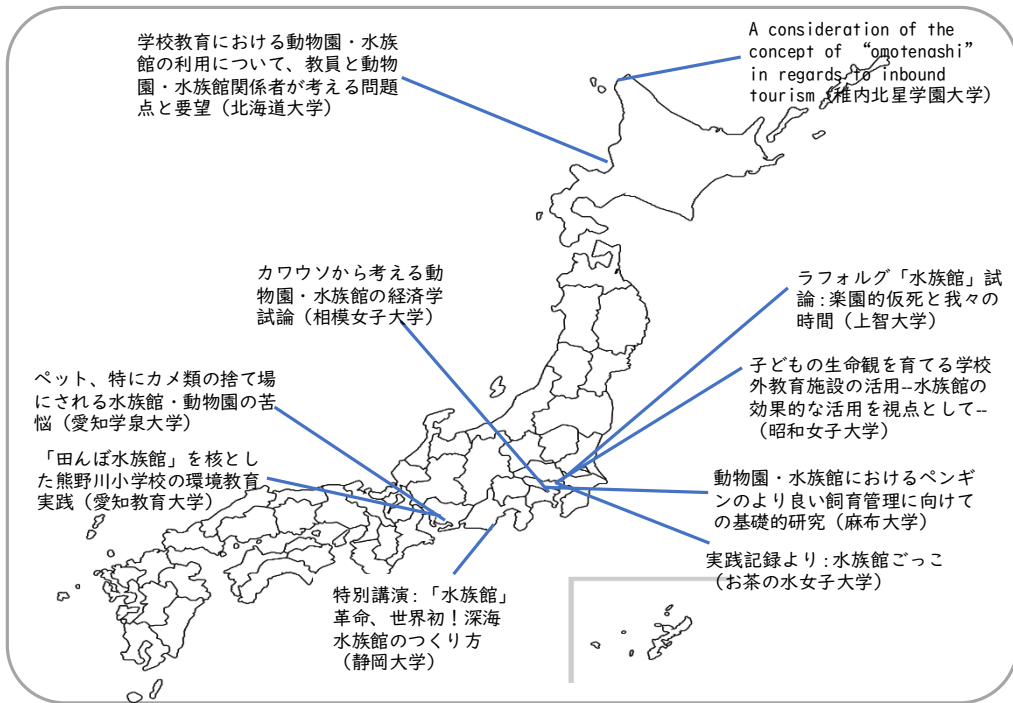 学校教育における動物園・水族
館の利用について、教員と動物
園・水族館関係者が考える問題
点と要望（北海道大学）
A consideration of the
concept of “omotenashi”
in regards to inbound
tourism（稚内北星学園大学）
カワウソから考える動
物園・水族館の経済学
試論（相模女子大学）
ラフォルグ「水族館」試
論：楽園的仮死と我々の
時間（上智大学）
ペット、特にカメ類の捨て場
にされる水族館・動物園の苦
悩（愛知学泉大学）
子どもの生命観を育てる学校
外教育施設の活用--水族館の
効果的な活用を視点として--
（昭和女子大学）
「田んぼ水族館」を核とし
た熊野川小学校の環境教育
実践（愛知教育大学）
動物園・水族館におけるペンギ
ンのより良い飼育管理に向けて
の基礎的研究（麻布大学）
実践記録より：水族館ごっこ
（お茶の水女子大学）
特別講演：「水族館」
革命、世界初！深海
水族館のつくり方
（静岡大学）